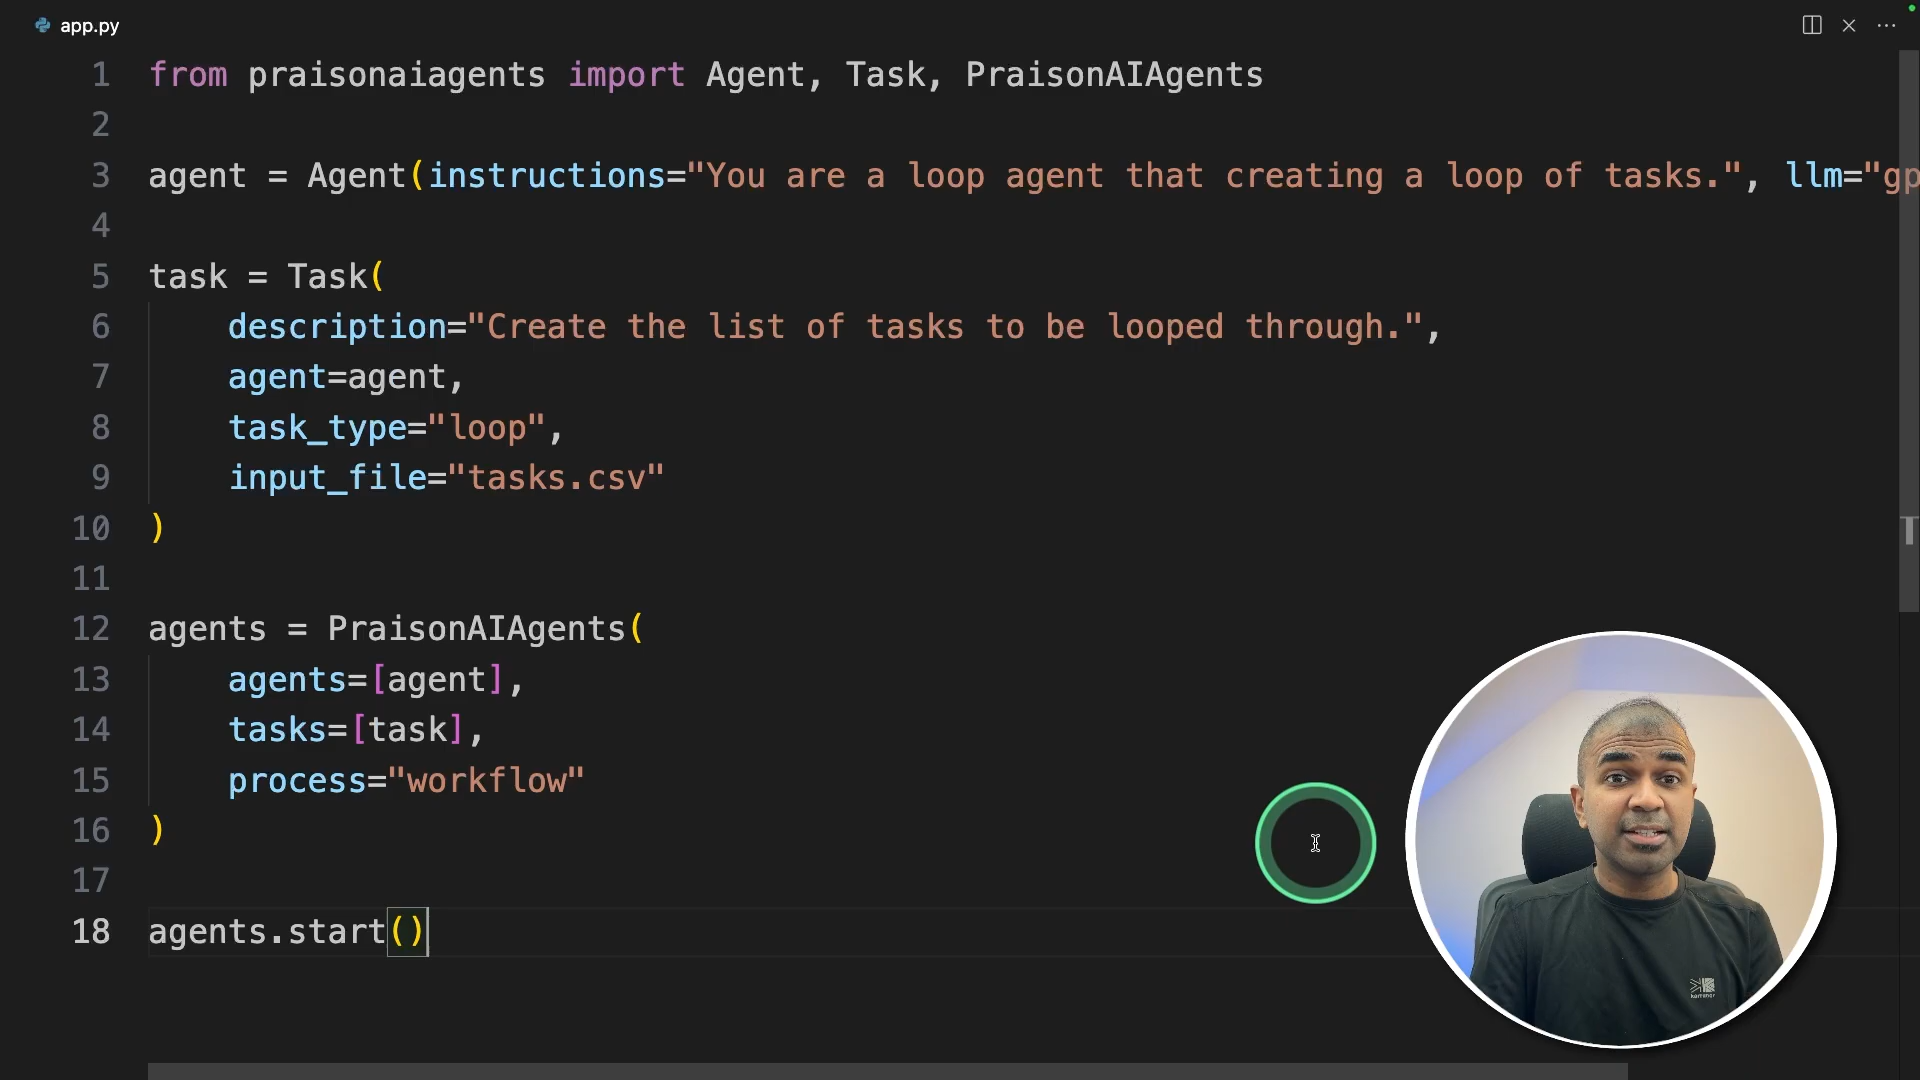 app.py
1 from praisonaiagents import Agent, Task, PraisonAIAgents
2
3 agent = Agent(instructions="You are a loop agent that creating a loop of tasks.", llm="gp
4
5 task = Task(
6 description="Create the list of tasks to be looped through.",
7 agent=agent,
8 task_type="loop",
9 input_file="tasks.csv"
10 )
11
12 agents = PraisonAIAgents(
13 agents=[agent],
14 tasks=[task],
15 process="workflow"
16 )
17
18 agents.start()